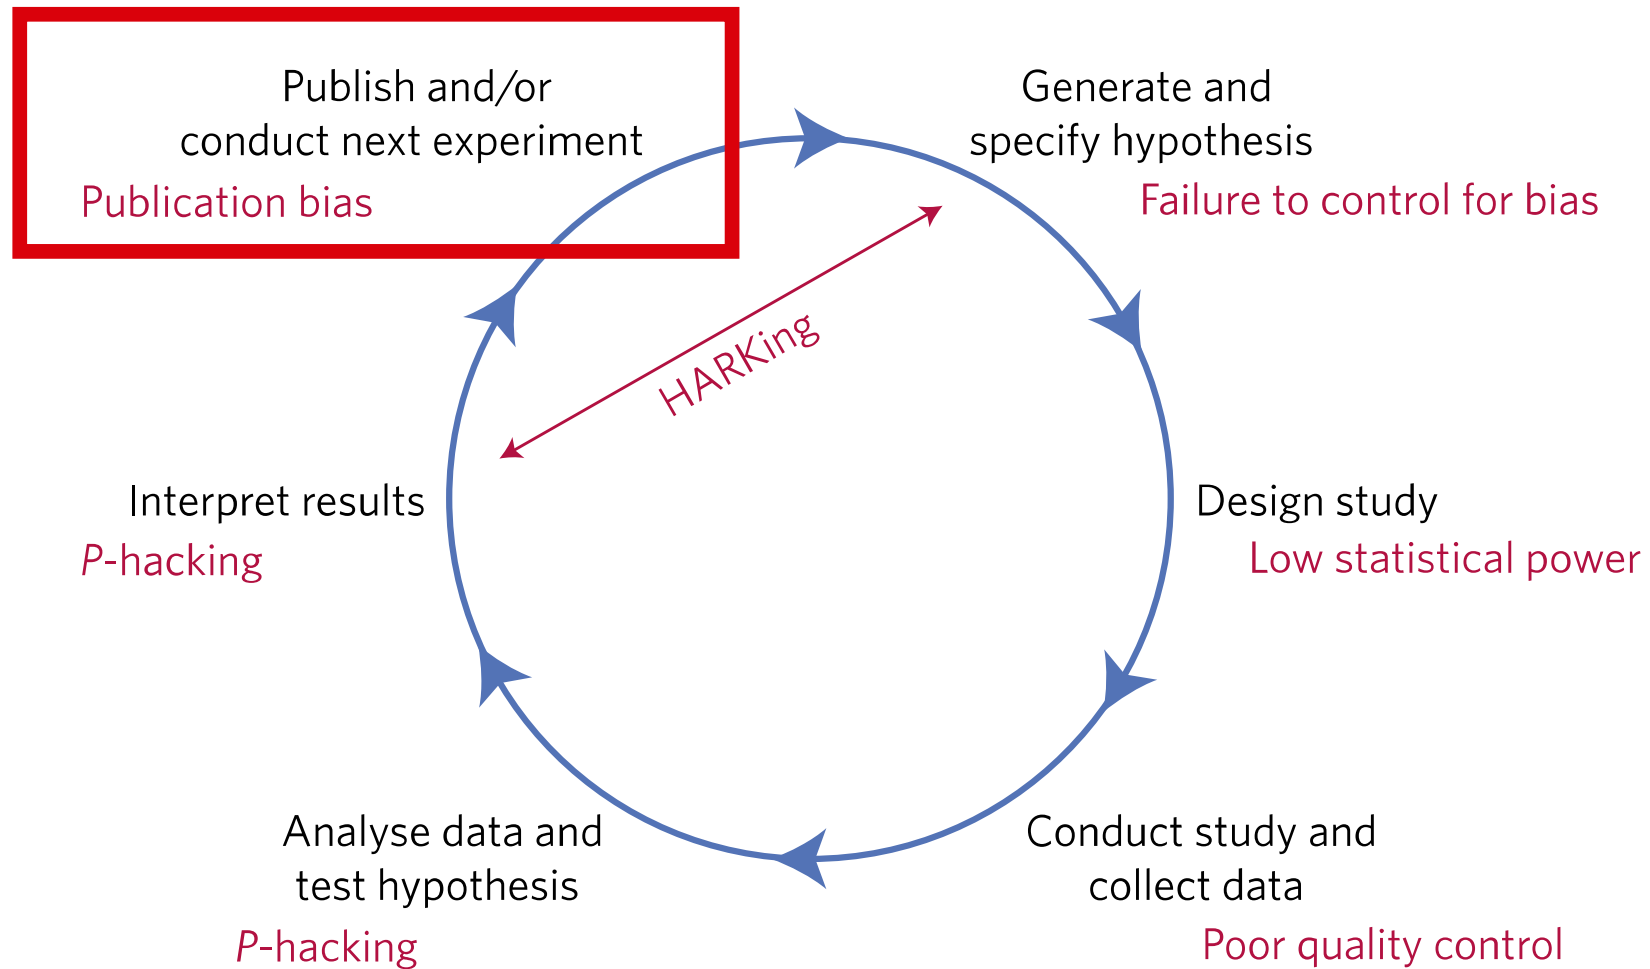 Publish and/or
conduct next experiment
Publication bias
Generate and
specify hypothesis
Failure to control for bias
HARKing
Interpret results
P-hacking
Design study
Low statistical power
Analyse data and
test hypothesis
P-hacking
Conduct study and
collect data
Poor quality control